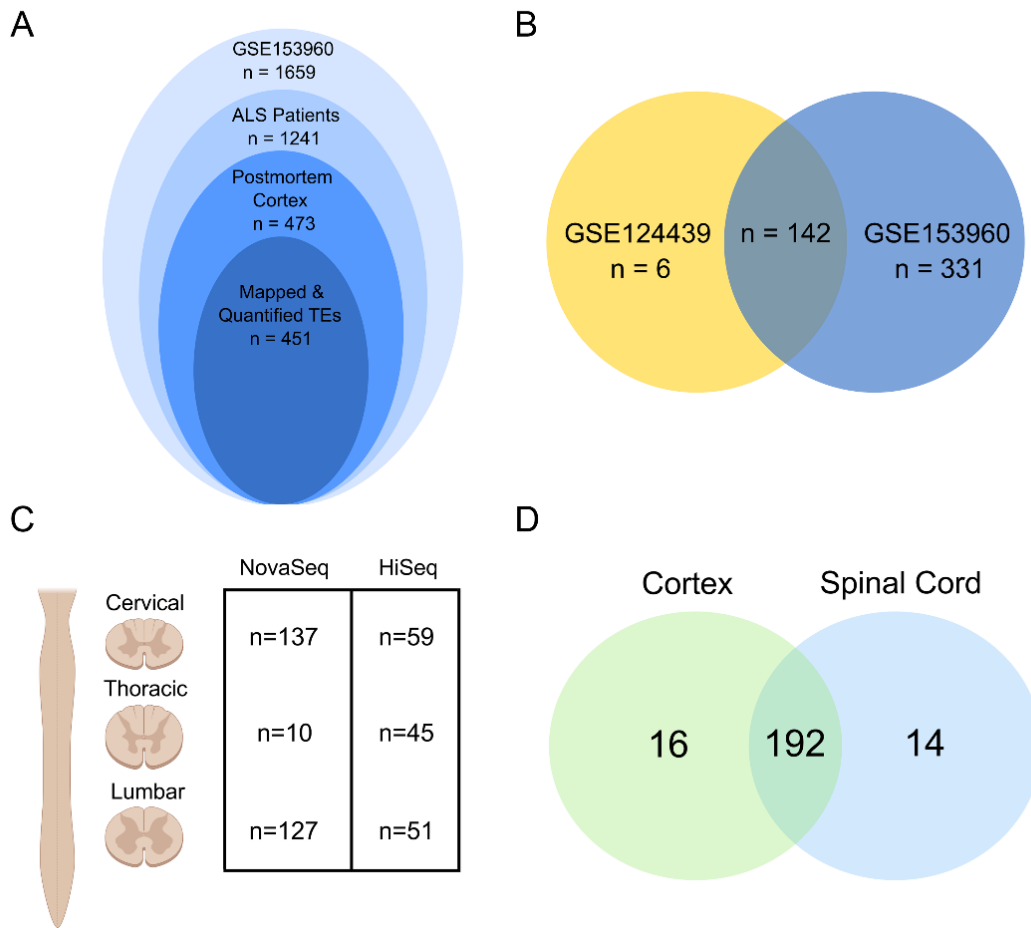 A
GSE153960
n = 1659
ALS Patients
n = 1241
Postmortem
Cortex
n = 473
Mapped &
Quantified TEs
n = 451
B
GSE124439
n = 6
n = 142
GSE153960
n = 331
C
NovaSeq HiSeq
Cervical
n=137 n=59
Thoracic
n=10 n=45
Lumbar
n=127 n=51
D
Cortex Spinal Cord
16 192 14